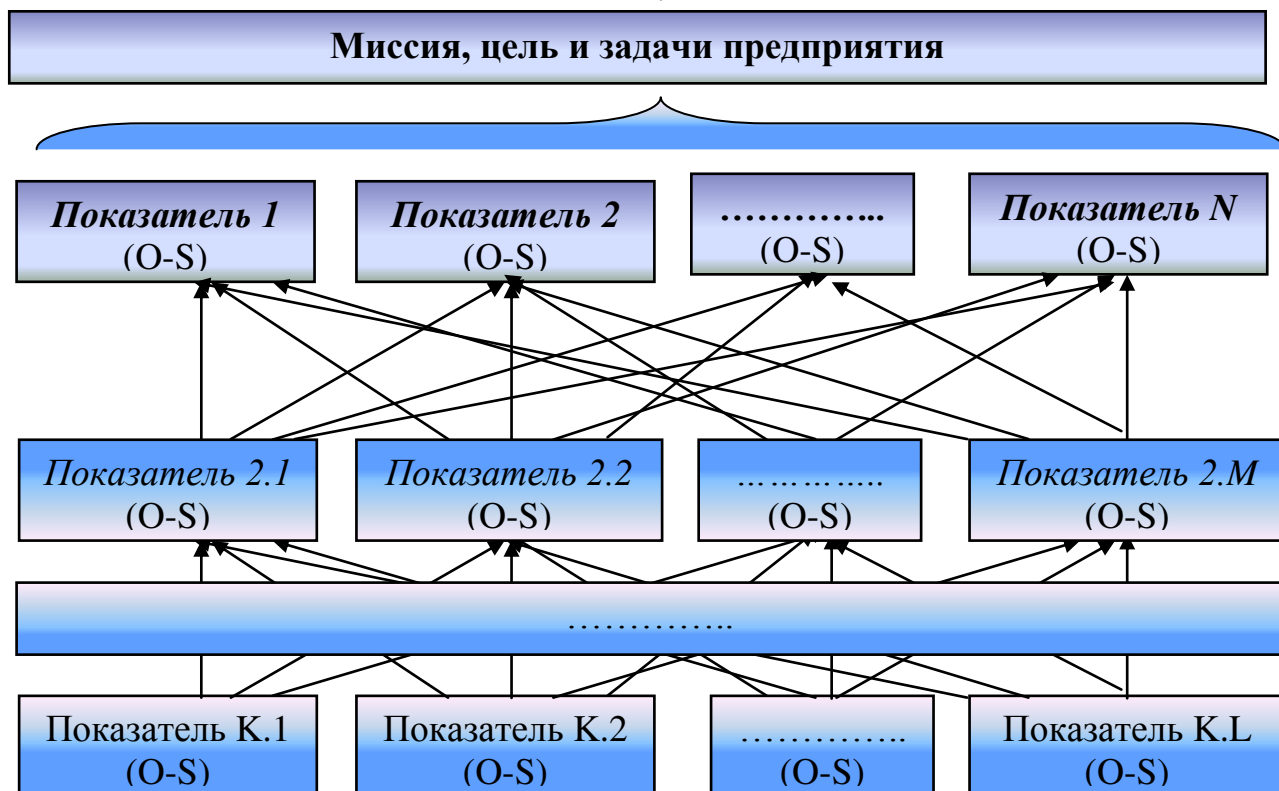 Миссия, цель и задачи предприятия
Показатель 1
(O-S)
Показатель 2
(O-S)
…………..
(O-S)
Показатель N
(O-S)
Показатель 2.1
(O-S)
Показатель 2.2
(O-S)
……………..
(O-S)
Показатель 2.M
(O-S)
…………..
Показатель K.1
(O-S)
Показатель K.2
(O-S)
…………..
(O-S)
Показатель K.L
(O-S)